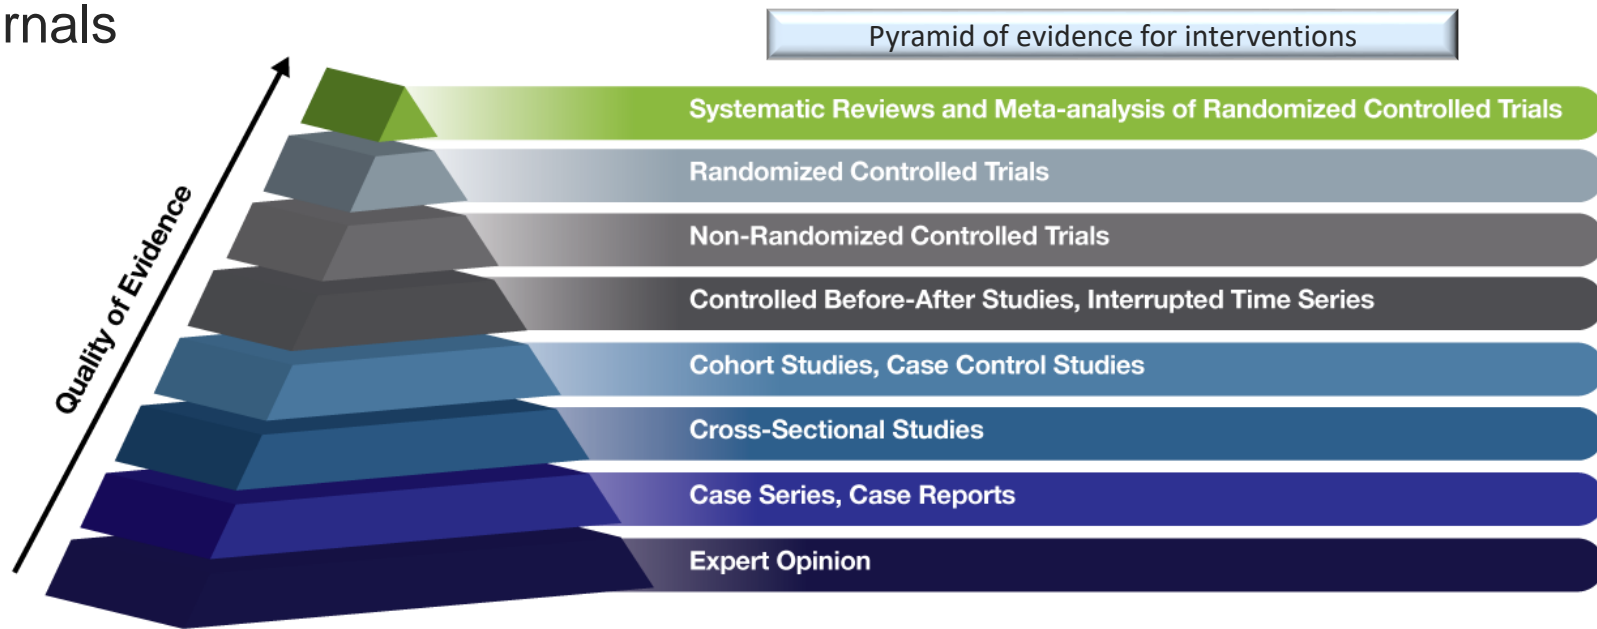 rnals
Pyramid of evidence for interventions
Quality of Evidence
Systematic Reviews and Meta-analysis of Randomized Controlled Trials
Randomized Controlled Trials
Non-Randomized Controlled Trials
Controlled Before-After Studies, Interrupted Time Series
Cohort Studies, Case Control Studies
Cross-Sectional Studies
Case Series, Case Reports
Expert Opinion